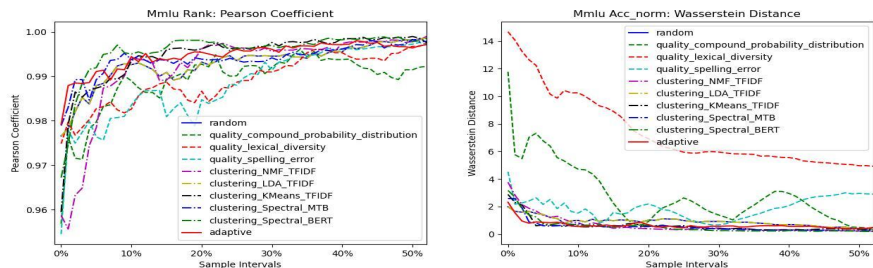 Mmlu Rank: Pearson Coefficient
1.00
0.99
0.98
0.97
0.96
Pearson Coefficient
random
quality_compound_probability_distribution
quality_lexical_diversity
quality_spelling_error
clustering_NMF_TFIDF
clustering_LDA_TFIDF
clustering_KMeans_TFIDF
clustering_Spectral_MTB
clustering_Spectral_BERT
adaptive
0% 10% 20% 30% 40% 50%
Sample Intervals
Mmlu Acc_norm: Wasserstein Distance
14
12
10
8
6
4
2
0
Wasserstein Distance
random
quality_compound_probability_distribution
quality_lexical_diversity
quality_spelling_error
clustering_NMF_TFIDF
clustering_LDA_TFIDF
clustering_KMeans_TFIDF
clustering_Spectral_MTB
clustering_Spectral_BERT
adaptive
0% 10% 20% 30% 40% 50%
Sample Intervals